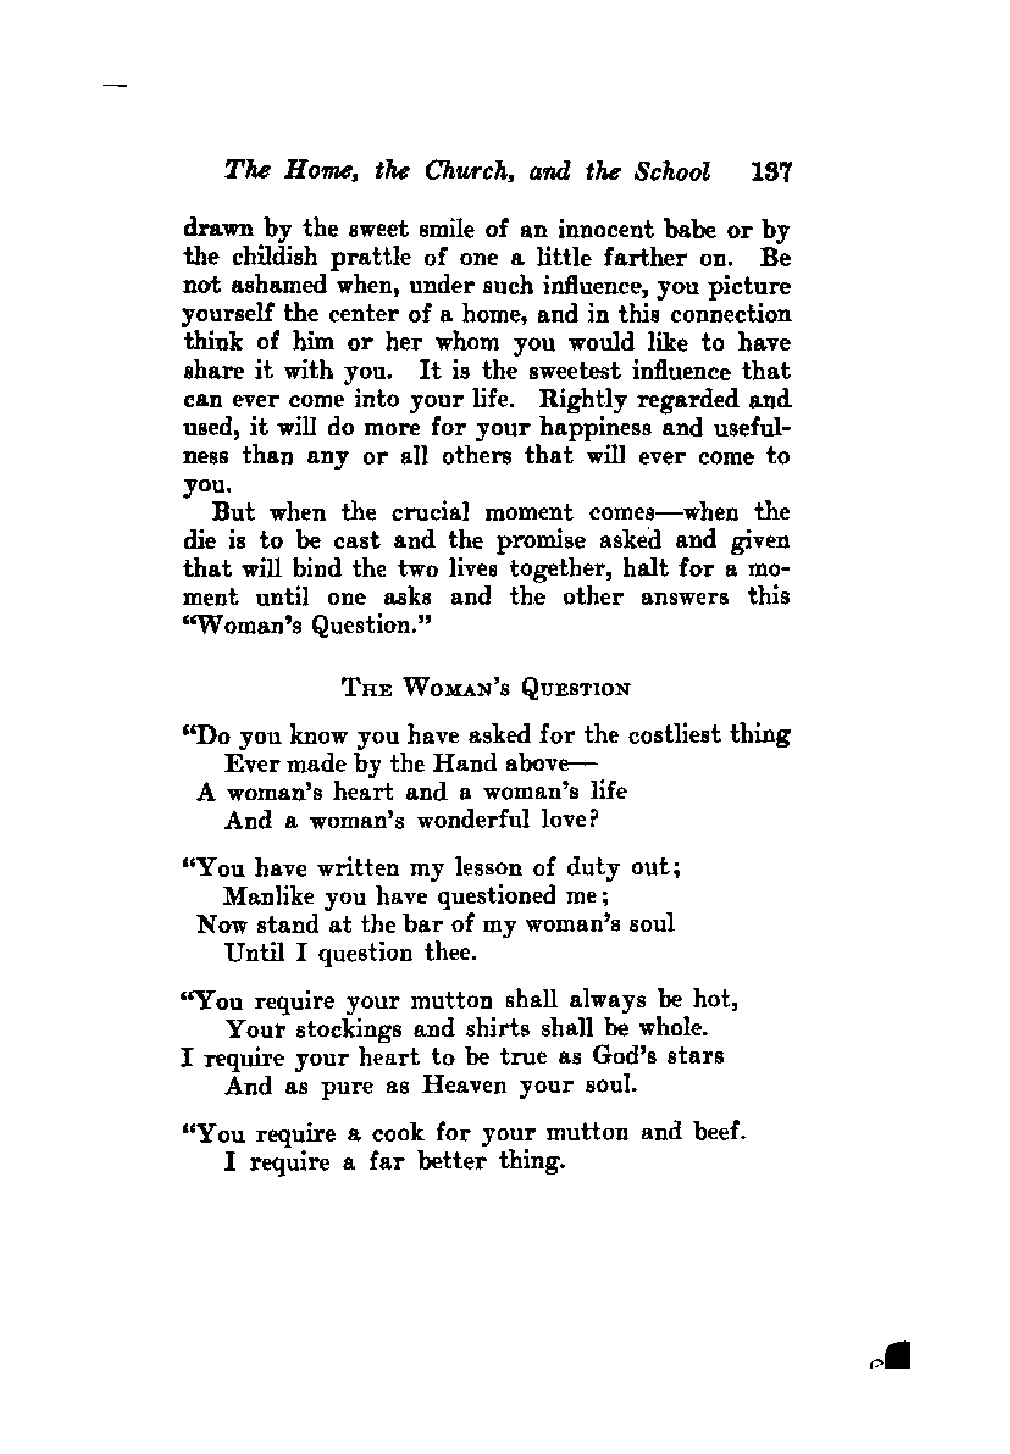 The Home, the Church, and the School 137
drawn by the sweet smile of an innocent babe or by
the childish prattle of one a little farther on. Be
not ashamed when, under such influence, you picture
yourself the center of a home, and in this connection
think of him or her whom you would like to have
share it with you. It is the sweetest influence that
can ever come into your life. Rightly regarded and
used, it will do more for your happiness and useful-
ness than any or all others that will ever come to
you.
But when the crucial moment comes—when the
die is to be cast and the promise asked and given
that will bind the two lives together, halt for a mo-
ment until one asks and the other answers this
“Woman's Question.”
The Woman's Question
“Do you know you have asked for the costliest thing
Ever made by the Hand above—
A woman's heart and a woman's life
And a woman's wonderful love?
“You have written my lesson of duty out;
Manlike you have questioned me;
Now stand at the bar of my woman's soul
Until I question thee.
“You require your mutton shall always be hot,
Your stockings and shirts shall be whole.
I require your heart to be true as God's stars
And as pure as Heaven your soul.
“You require a cook for your mutton and beef.
I require a far better thing.